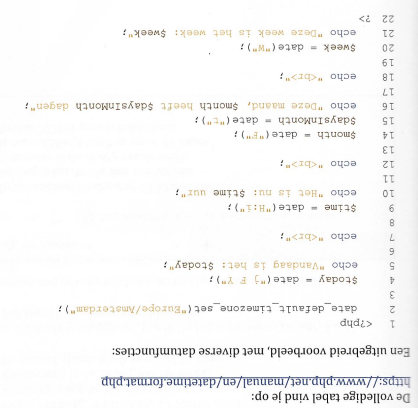 De volledige tabel vind je op:
https://www.php.net/manual/en/datetime.format.php
Een uitgebreid voorbeeld, met diverse datumfuncties:
1 <?php
2 date_default_timezone_set("Europe/Amsterdam");
3
4 $today = date("j F Y");
5 echo "Vandaag is het: $today";
6
7 echo "<br>";
8
9 $time = date("H:i");
10 echo "Het is nu: $time uur";
11
12 echo "<br>";
13
14 $month = date("F");
15 $daysInMonth = date("t");
16 echo "Deze maand, $month heeft $daysInMonth dagen";
17
18 echo "<br>";
19
20 $week = date("W");
21 echo "Deze week is het week: $week";
22 ?>